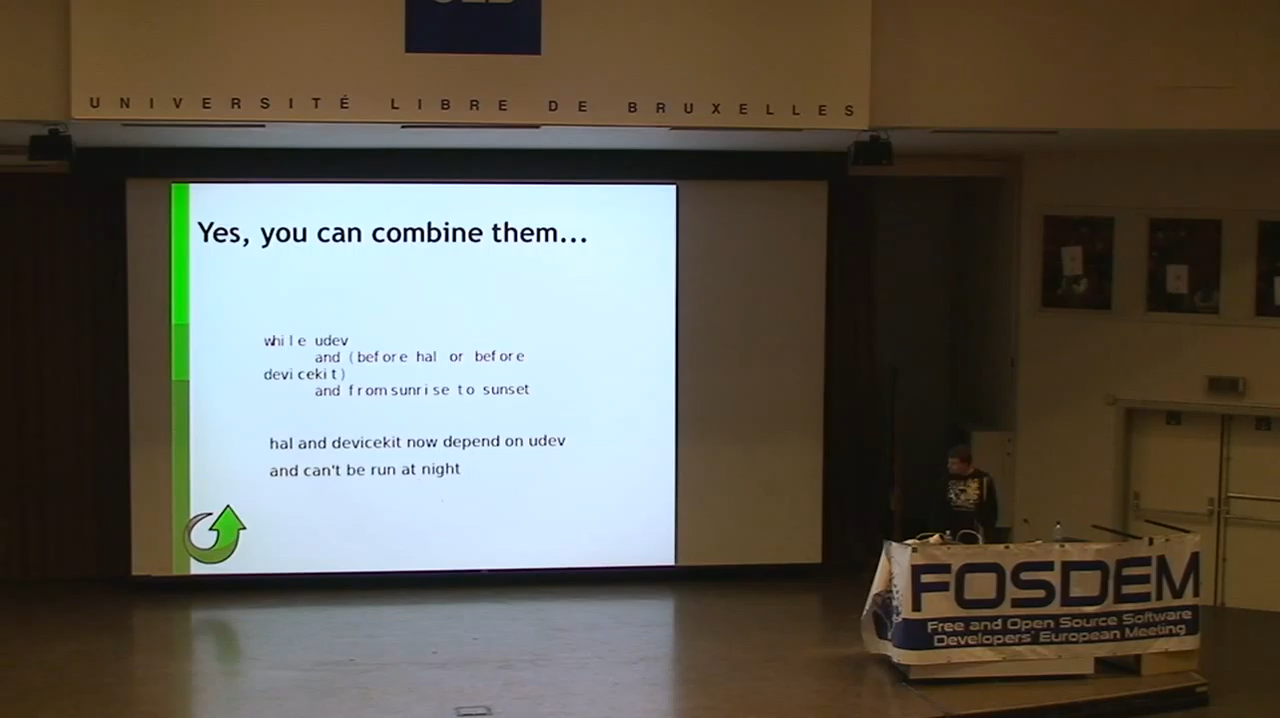 UNIVERSITÉ LIBRE DE BRUXELLES
Yes, you can combine them...
while udev
and (before hal or before
devicekit)
and from sunrise to sunset
hal and devicekit now depend on udev
and can't be run at night
FOSDEM
Free and Open Source Software
Developers' European Meeting